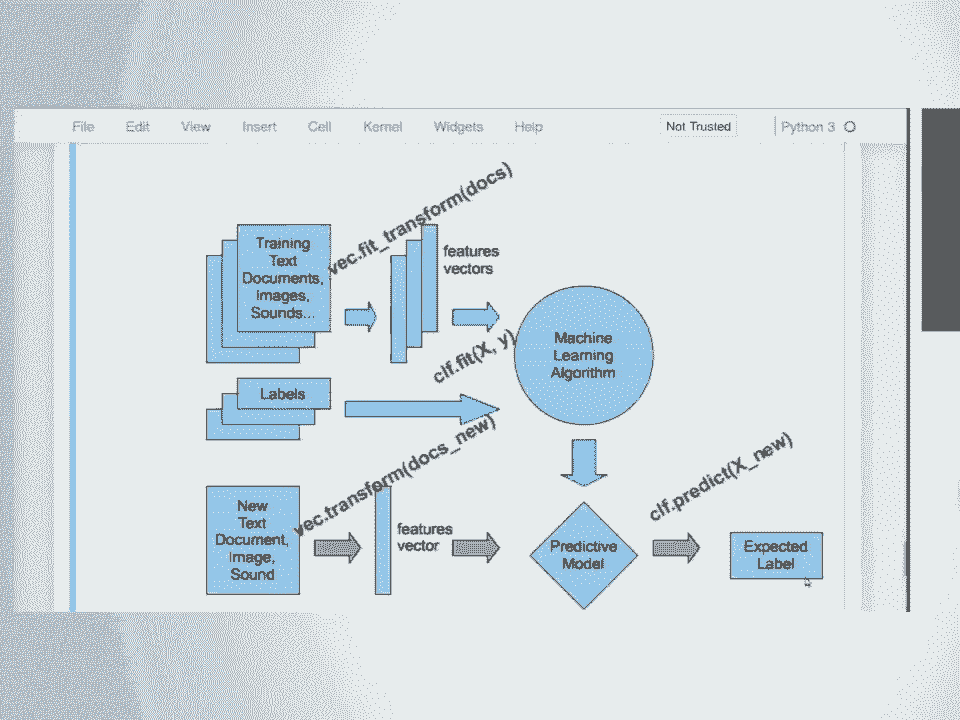 File Edit View Insert Cell Kernel Widgets Help Not Trusted Python 3
vec.fit_transform(docs)
Training
Text
Documents,
Images,
Sounds...
features
vectors
clf.fit(X, y)
Machine
Learning
Algorithm
Labels
vec.transform(docs_new)
New
Text
Document,
Image,
Sound
features
vector
Predictive
Model
clf.predict(X_new)
Expected
Label